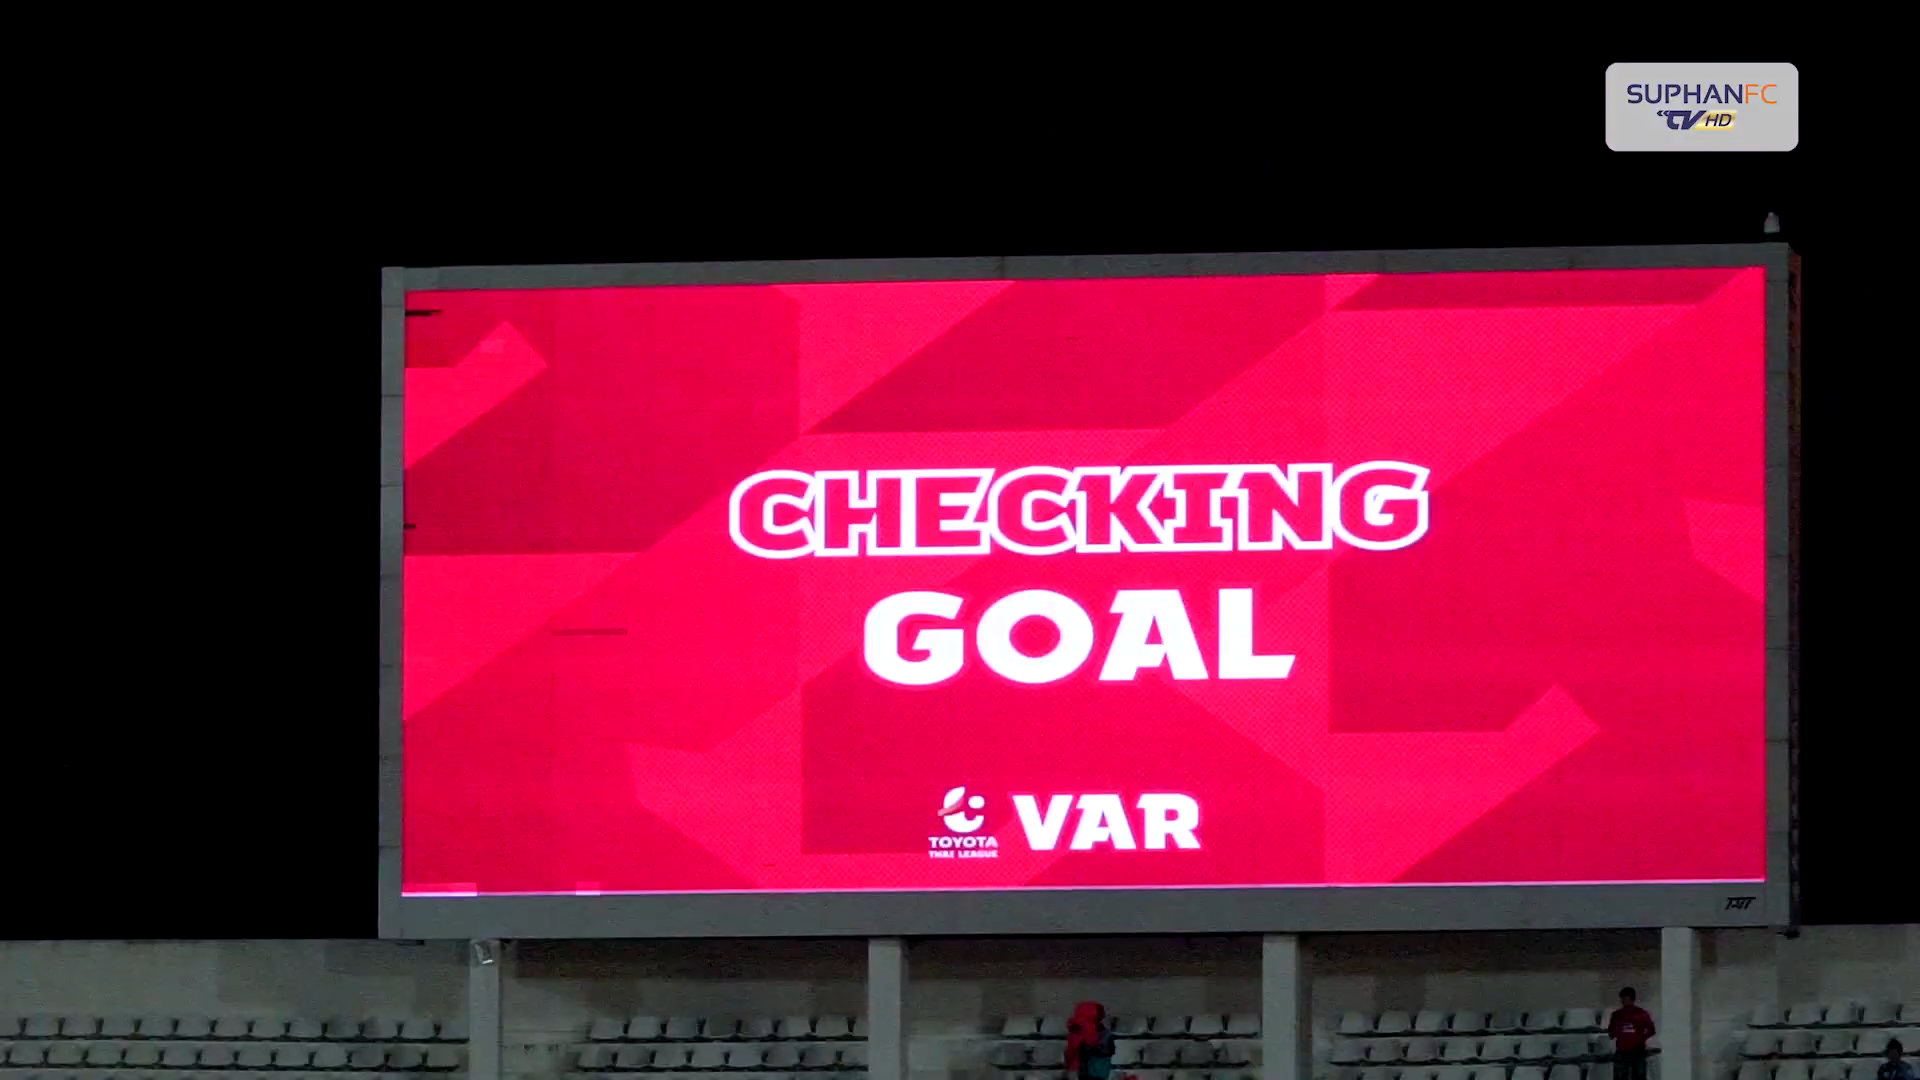 SUPHANFC
TV HD
CHECKING
GOAL
VAR
TOYOTA
THAI LEAGUE